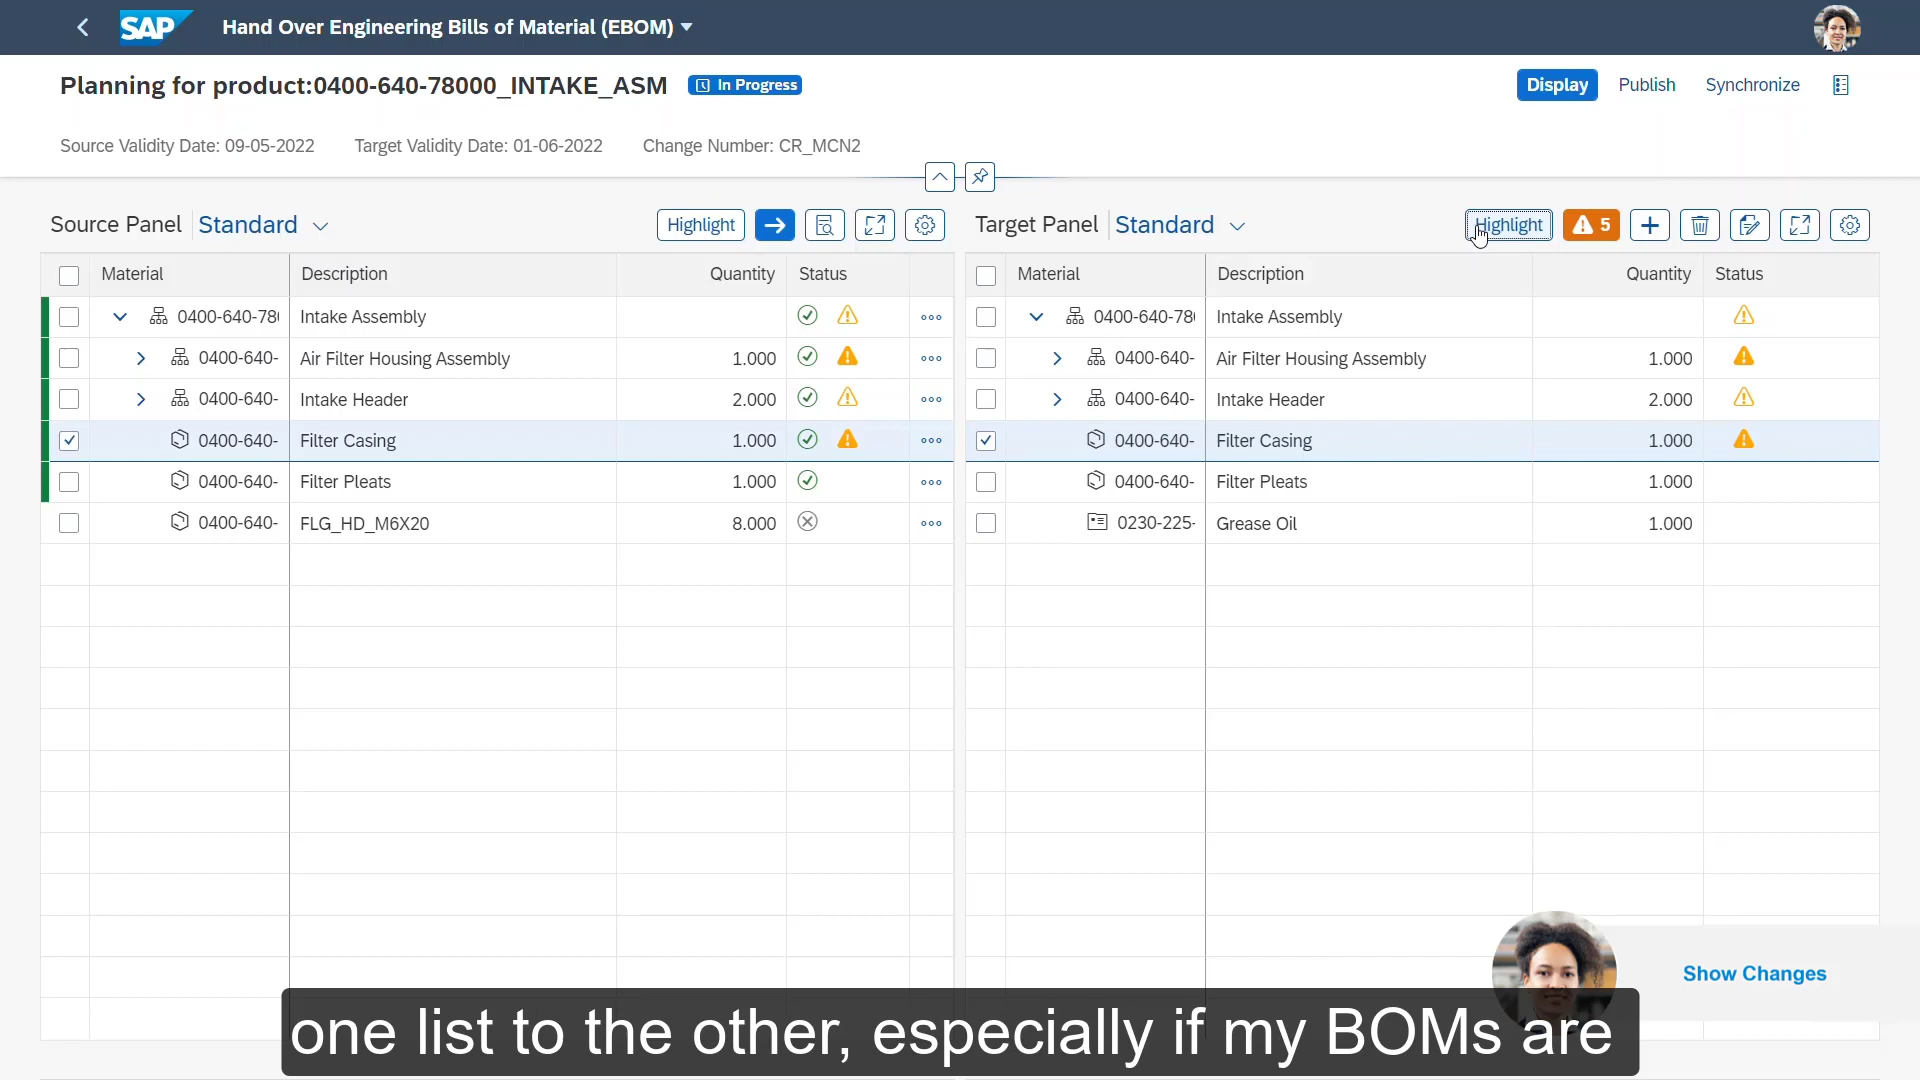 SAP Hand Over Engineering Bills of Material (EBOM)
Planning for product:0400-640-78000_INTAKE_ASM In Progress
Display Publish Synchronize
Source Validity Date: 09-05-2022 Target Validity Date: 01-06-2022 Change Number: CR_MCN2
Source Panel Standard Highlight
Material Description Quantity Status
0400-640-78 Intake Assembly
0400-640- Air Filter Housing Assembly 1.000
0400-640- Intake Header 2.000
0400-640- Filter Casing 1.000
0400-640- Filter Pleats 1.000
0400-640- FLG_HD_M6X20 8.000
Target Panel Standard Highlight 5
Material Description Quantity Status
0400-640-78 Intake Assembly
0400-640- Air Filter Housing Assembly 1.000
0400-640- Intake Header 2.000
0400-640- Filter Casing 1.000
0400-640- Filter Pleats 1.000
0230-225- Grease Oil 1.000
Show Changes
one list to the other, especially if my BOMs are